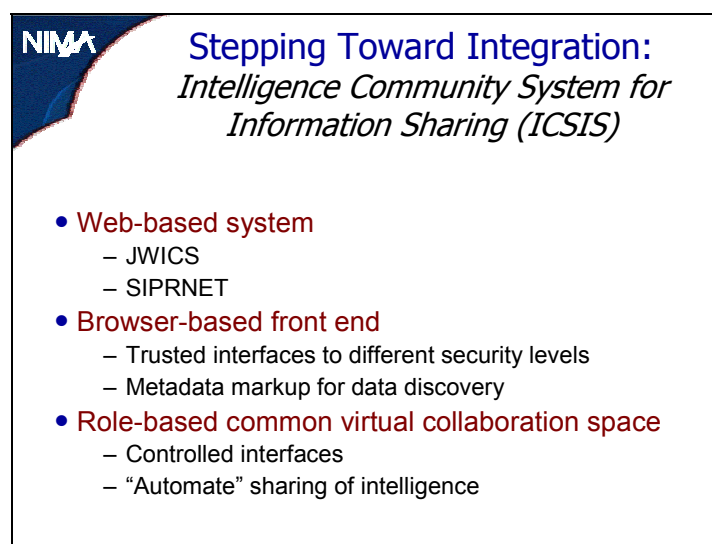 NIMA
Stepping Toward Integration:
Intelligence Community System for
Information Sharing (ICSIS)
• Web-based system
– JWICS
– SIPRNET
• Browser-based front end
– Trusted interfaces to different security levels
– Metadata markup for data discovery
• Role-based common virtual collaboration space
– Controlled interfaces
– “Automate” sharing of intelligence